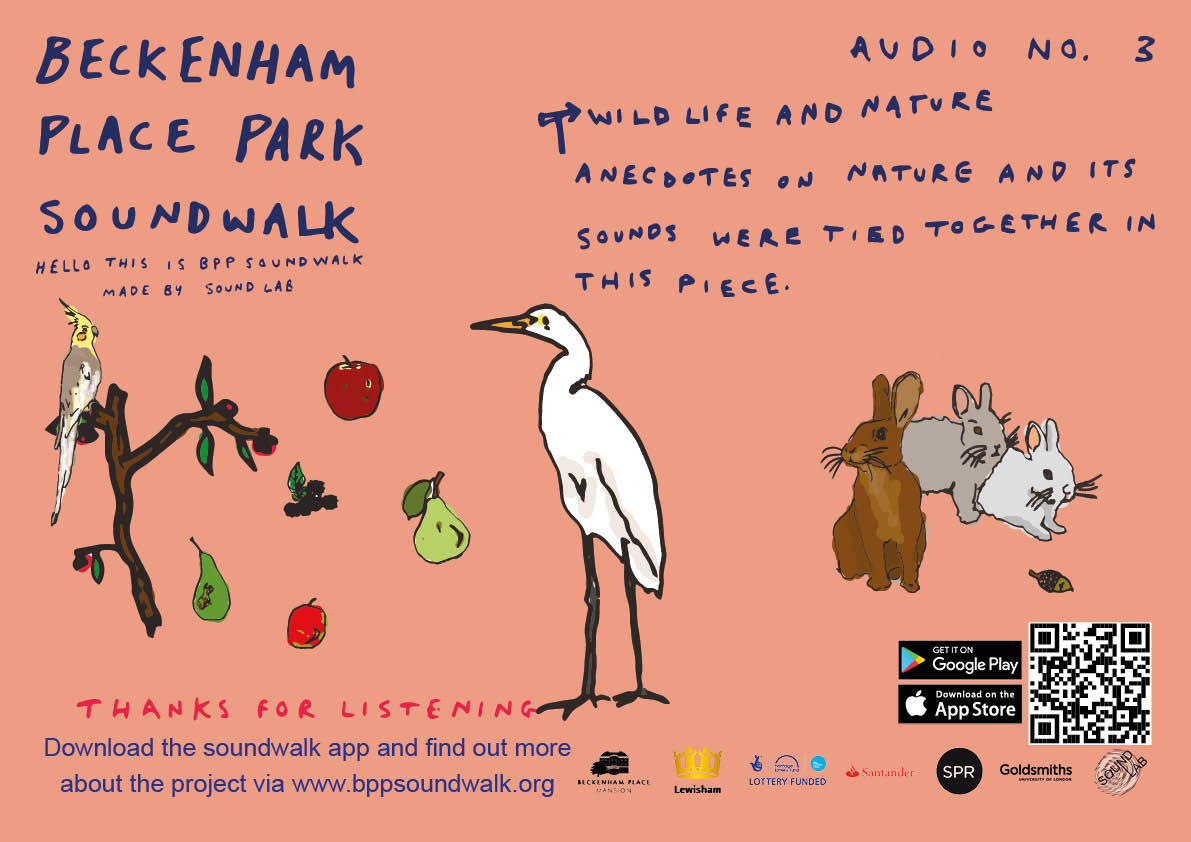 BECKENHAM
PLACE PARK
SOUNDWALK
HELLO THIS IS BPP SOUNDWALK
MADE BY SOUND LAB
AUDIO NO. 3
WILDLIFE AND NATURE
ANECDOTES ON NATURE AND ITS
SOUNDS WERE TIED TOGETHER IN
THIS PIECE.
THANKS FOR LISTENING
Download the soundwalk app and find out more
about the project via www.bppsoundwalk.org
GET IT ON
Google Play
Download on the
App Store
BECKENHAM PLACE
MANSION
Lewisham
LOTTERY FUNDED
Santander
SPR
Goldsmiths
UNIVERSITY OF LONDON
SOUND
LAB